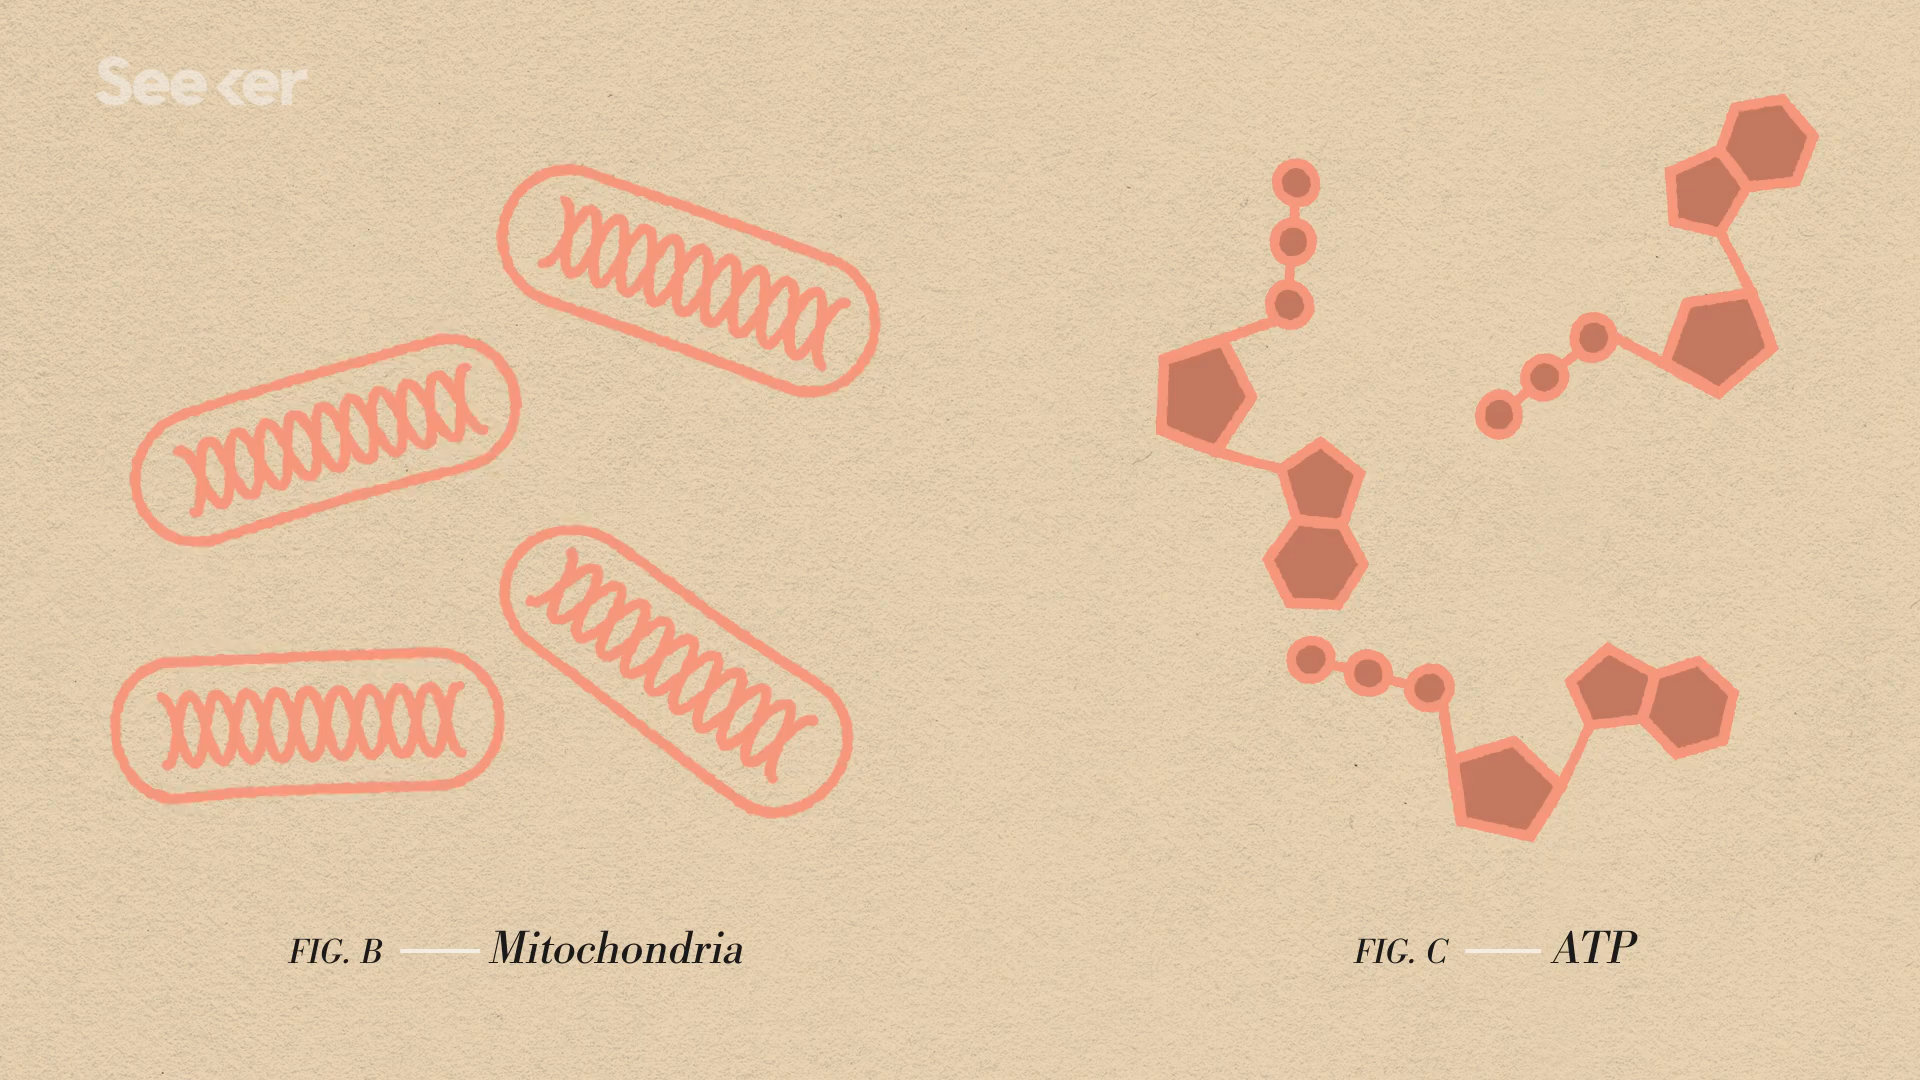 Seeker
FIG. B — Mitochondria
FIG. C — ATP